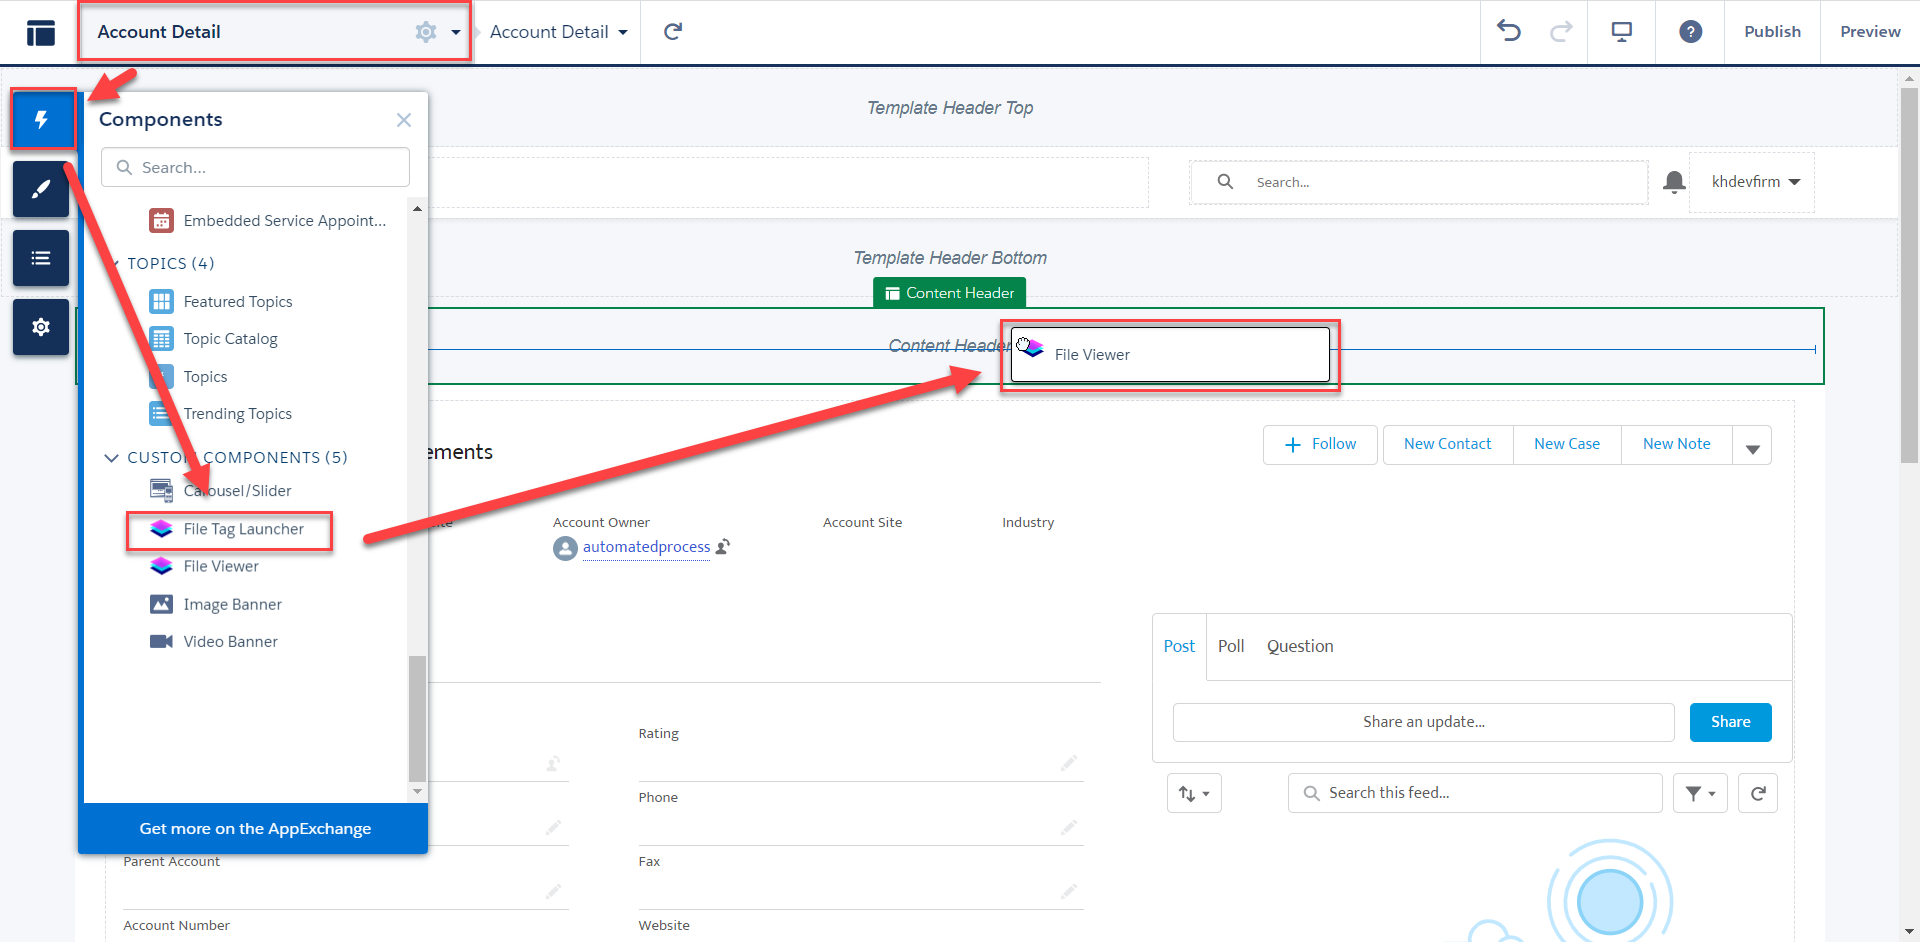 Account Detail
Account Detail
Publish
Preview
Components
Search...
Embedded Service Appoint...
TOPICS (4)
Featured Topics
Topic Catalog
Topics
Trending Topics
COMPONENTS (5)
Carousel/Slider
File Tag Launcher
File Viewer
Image Banner
Video Banner
Get more on the AppExchange
Template Header Top
Search...
khdevfirm
Template Header Bottom
Content Header
Content Header
File Viewer
ements
Follow
New Contact
New Case
New Note
Account Owner
Account Site
Industry
automatedprocess
Post
Poll
Question
Share an update...
Share
Search this feed...
Rating
Phone
Parent Account
Fax
Account Number
Website